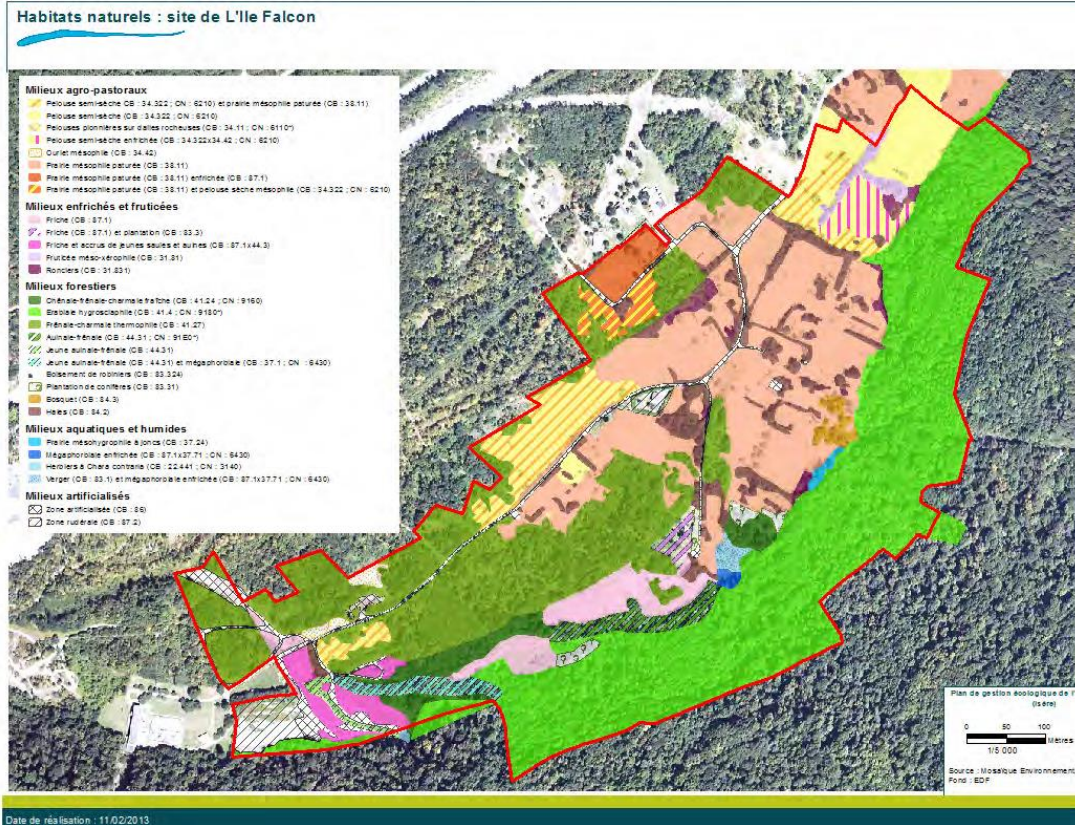 Habitats naturels : site de L'Ile Falcon
Milieux agro-pastoraux
Pelouse semi-sèche CB : 34.322 ; CN : 6210) et prairie mésophile paturée (CB : 38.11)
Pelouse semi-sèche (CB : 34.322 ; CN : 6210)
Pelouses pionnières sur dalles rocheuses (CB : 34.11 ; CN : 6110*)
Pelouse semi-sèche enfrichée (CB : 34.322x34.42 ; CN : 6210)
Ourlet mésophile (CB : 34.42)
Prairie mésophile paturée (CB : 38.11)
Prairie mésophile paturée (CB : 38.11) enfrichée (CB : 87.1)
Prairie mésophile paturée (CB : 38.11) et pelouse sèche mésophile (CB : 34.322 ; CN : 6210)
Milieux enfrichés et fruticées
Friche (CB : 87.1)
Friche (CB : 87.1) et plantation (CB : 83.3)
Friche et accrus de jeunes saules et aulnes (CB : 87.1x44.3)
Fruticée méso-xérophile (CB : 31.81)
Ronciers (CB : 31.831)
Milieux forestiers
Chênaie-frênaie-charmaie fraîche (CB : 41.24 ; CN : 9160)
Erablaie hygrosciaphile (CB : 41.4 ; CN : 9180*)
Frênaie-charmaie thermophile (CB : 41.27)
Aulnaie-frênaie (CB : 44.31 ; CN : 91E0*)
Jeune aulnaie-frênaie (CB : 44.31)
Jeune aulnaie-frênaie (CB : 44.31) et mégaphorbiaie (CB : 37.1 ; CN : 6430)
Boisement de robiniers (CB : 83.324)
Plantation de conifères (CB : 83.31)
Bosquet (CB : 84.3)
Haies (CB : 84.2)
Milieux aquatiques et humides
Prairie mésohygrophile à joncs (CB : 37.24)
Mégaphorbiaie enfrichée (CB : 87.1x37.71 ; CN : 6430)
Herbiers à Chara contraria (CB : 22.441 ; CN : 3140)
Verger (CB : 83.1) et mégaphorbiaie enfrichée (CB : 87.1x37.71 ; CN : 6430)
Milieux artificialisés
Zone artificialisée (CB : 86)
Zone rudérale (CB : 87.2)
Plan de gestion écologique de l'
(Isère)
0 50 100
Mètres
1/5 000
Source : Mosaïque Environnement
Fond : EDF
Date de réalisation : 11/02/2013